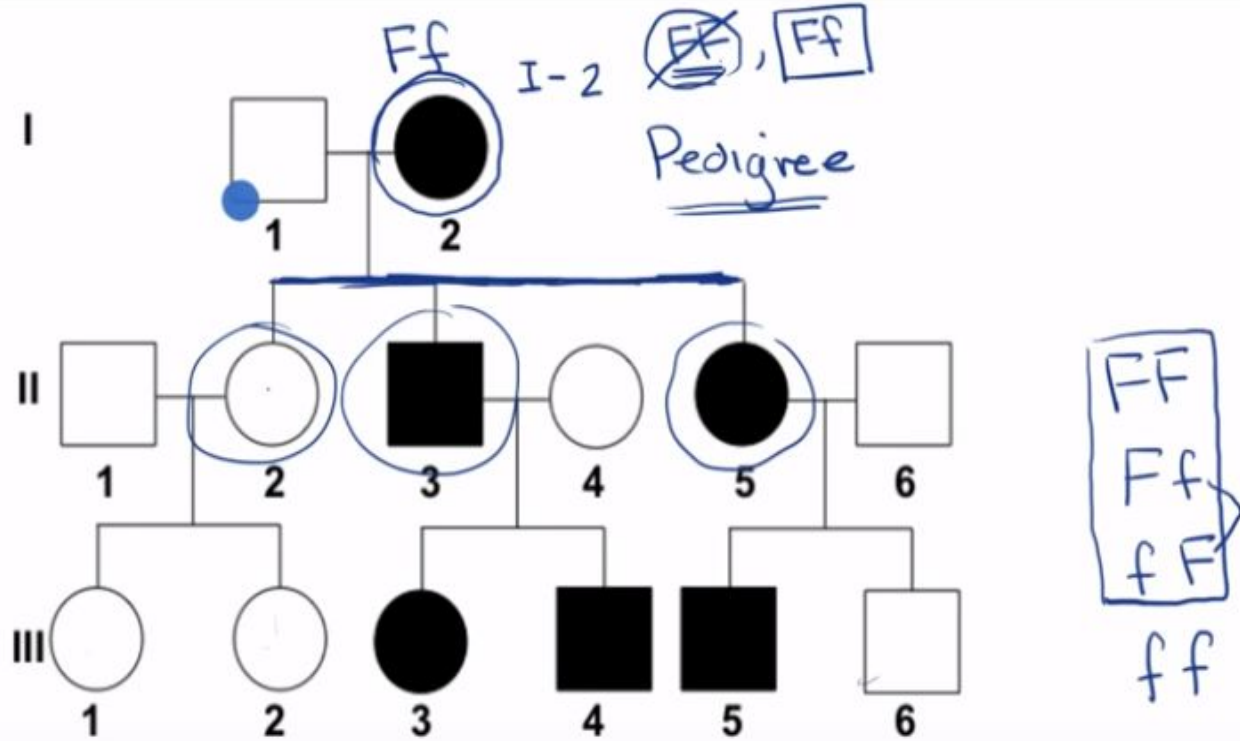 Ff
I-2 FF, Ff
I
Pedigree
1 2
II
1 2 3 4 5 6
FF
Ff
fF
ff
III
1 2 3 4 5 6